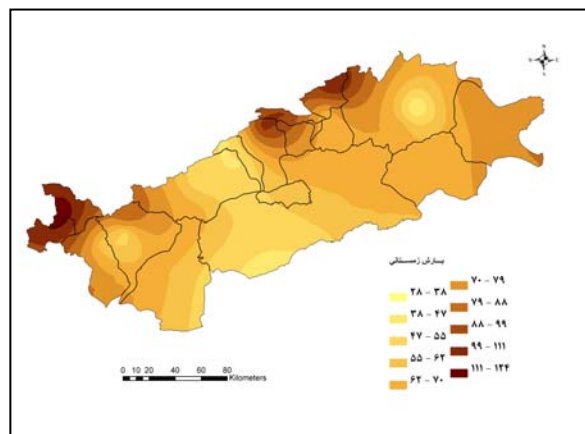 N
W E
S
بارش زمستانی
۲۸ - ۳۸
۳۸ - ۴۷
۴۷ - ۵۵
۵۵ - ۶۲
۶۲ - ۷۰
۷۰ - ۷۹
۷۹ - ۸۸
۸۸ - ۹۹
۹۹ - ۱۱۱
۱۱۱ - ۱۲۴
0 10 20 40 60 80
Kilometers